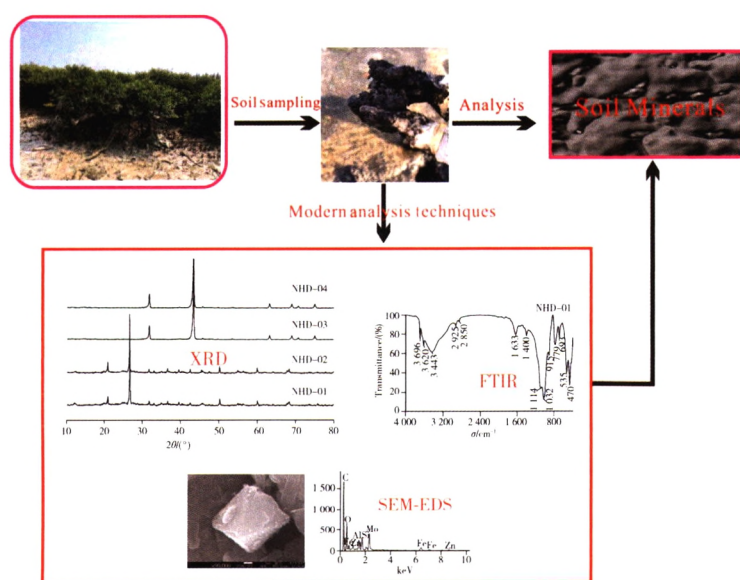 Soil sampling
Analysis
Soil Minerals
Modern analysis techniques
NHD-04
NHD-03
XRD
NHD-02
NHD-01
10 20 30 40 50 60 70 80
2θ/(°)
NHD-01
100
80
60
40
20
0
Transmittance/(%)
3 696
3 620
3 443
2 925
2 850
1 633
1 400
1 114
1 032
915
779
693
535
470
FTIR
4 000 3 200 2 400 1 600 800
σ/cm⁻¹
SEM-EDS
1 500
1 000
500
0
C
O
Al
Mo
Fe
Fe
Zn
0 2 4 6 8 10
keV